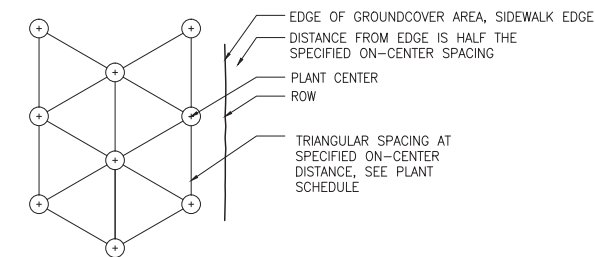 EDGE OF GROUNDCOVER AREA, SIDEWALK EDGE
DISTANCE FROM EDGE IS HALF THE
SPECIFIED ON-CENTER SPACING
PLANT CENTER
ROW
TRIANGULAR SPACING AT
SPECIFIED ON-CENTER
DISTANCE, SEE PLANT
SCHEDULE